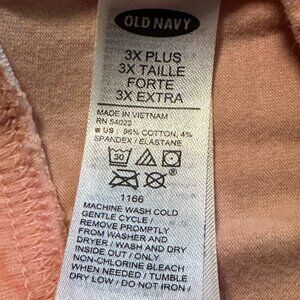 OLD NAVY
3X PLUS
3X TAILLE
FORTE
3X EXTRA
MADE IN VIETNAM
RN 54023
US : 96% COTTON, 4%
SPANDEX / ELASTANE
30
1166
MACHINE WASH COLD
GENTLE CYCLE /
REMOVE PROMPTLY
FROM WASHER AND
DRYER / WASH AND DRY
INSIDE OUT / ONLY
NON-CHLORINE BLEACH
WHEN NEEDED / TUMBLE
DRY LOW / DO NOT IRON /